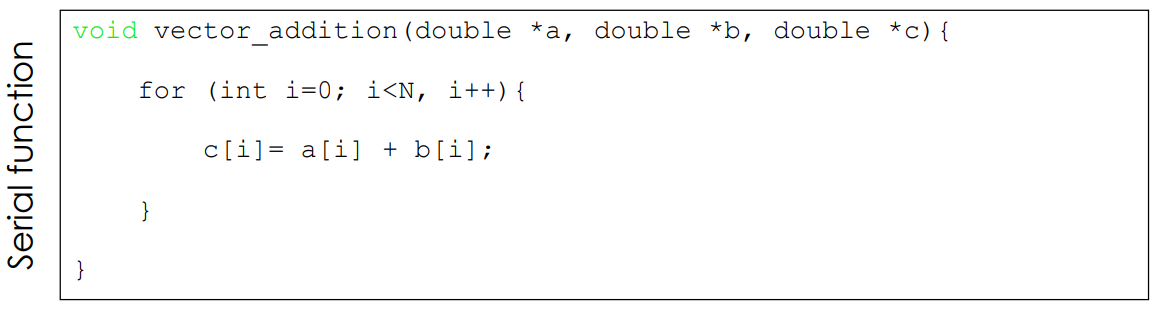 Serial function
void vector_addition(double *a, double *b, double *c){
for (int i=0; i<N, i++){
c[i]= a[i] + b[i];
}
}